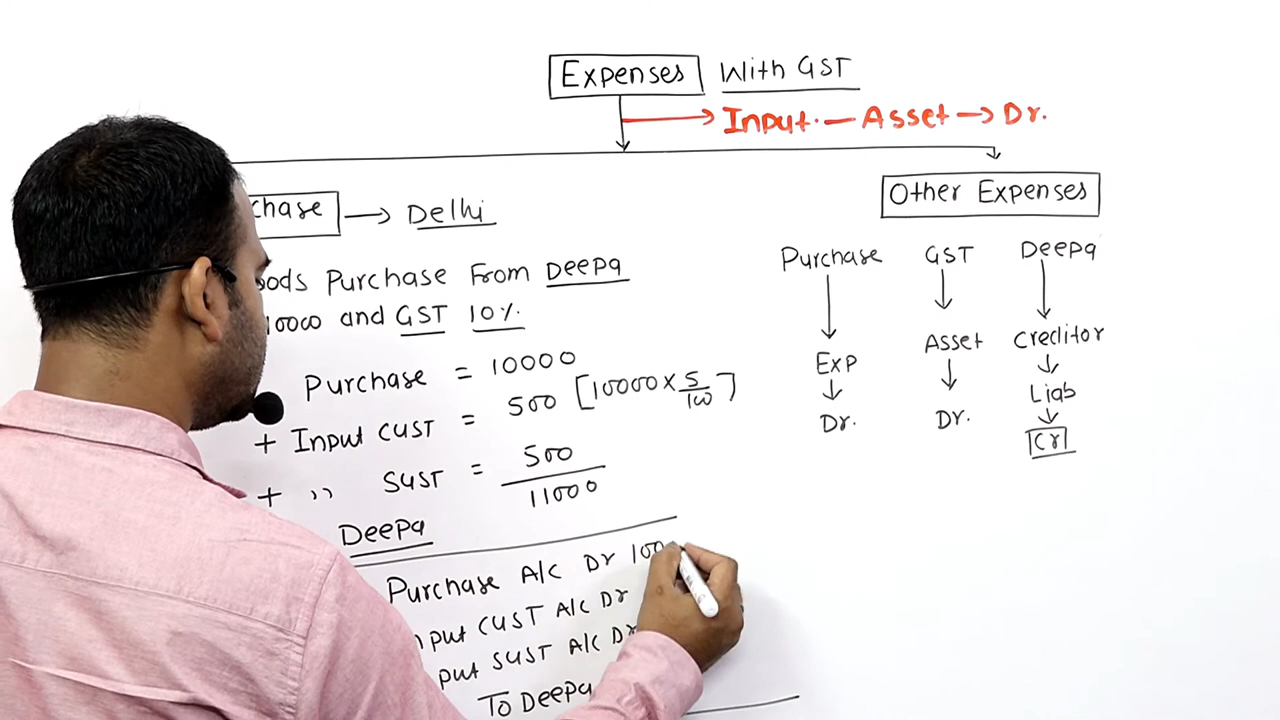 Expenses With GST
Input. — Asset → Dr.
chase → Delhi
oods Purchase From Deepa
10000 and GST 10%.
Purchase = 10000
+ Input CGST = 500 [10000 × 5/100]
+ ,, SGST = 500
11000
Deepa
Purchase A/c Dr 100
nput CGST A/c Dr
put SGST A/c Dr
To Deepa
Other Expenses
Purchase GST Deepa
Exp Asset Creditor
Dr. Dr. Liab
Cr